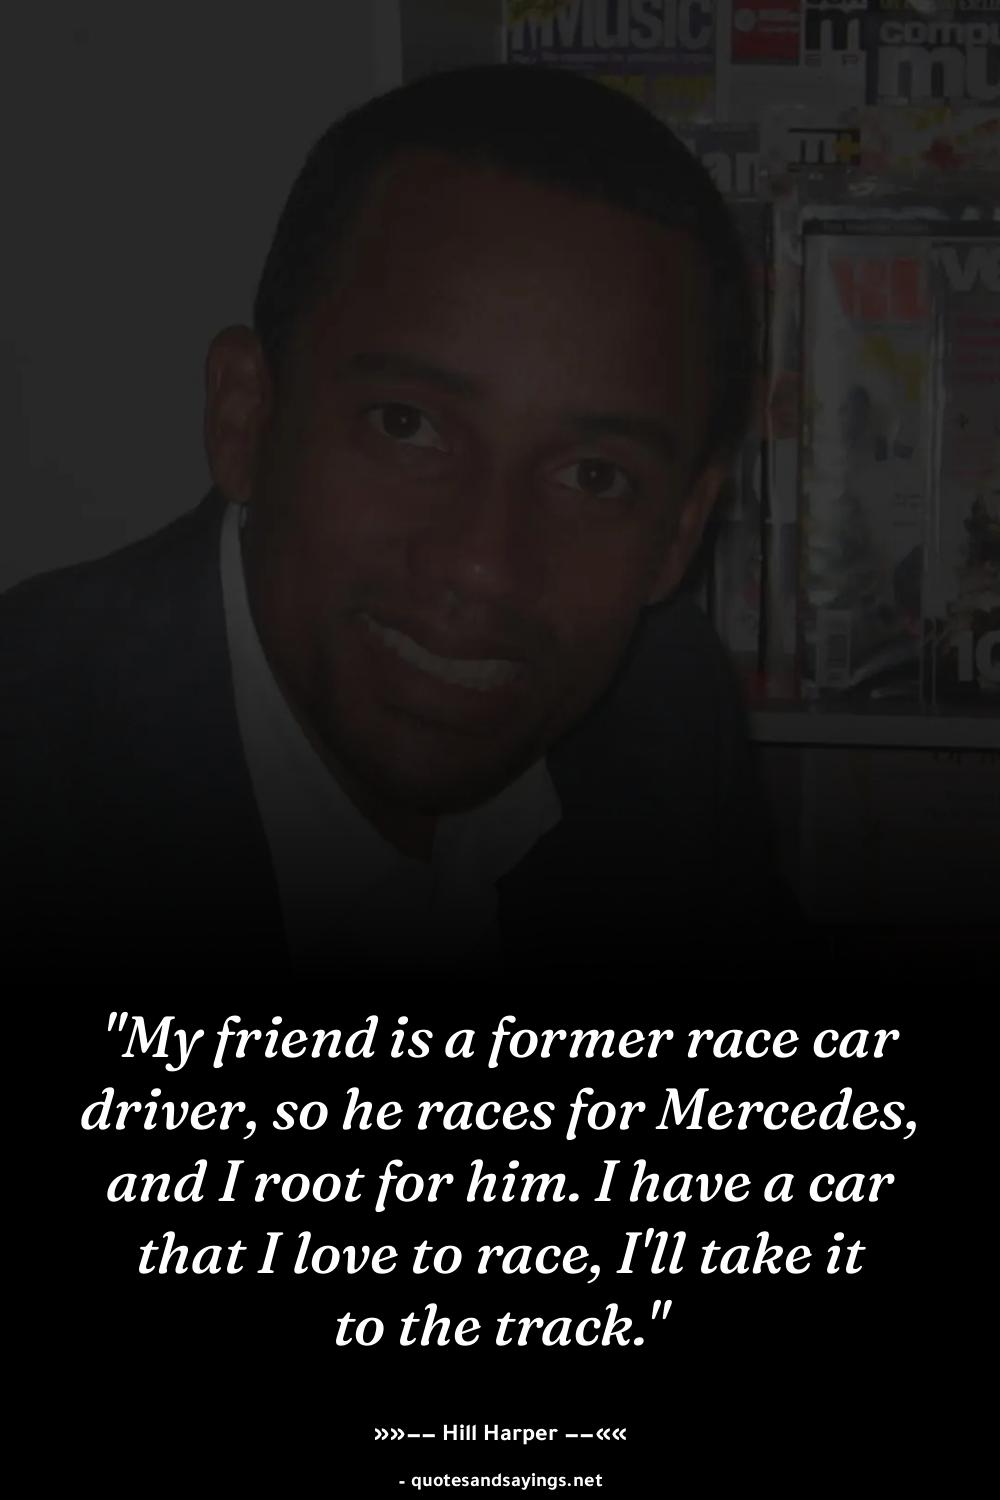 Music
"My friend is a former race car
driver, so he races for Mercedes,
and I root for him. I have a car
that I love to race, I'll take it
to the track."
»»–– Hill Harper ––««
- quotesandsayings.net